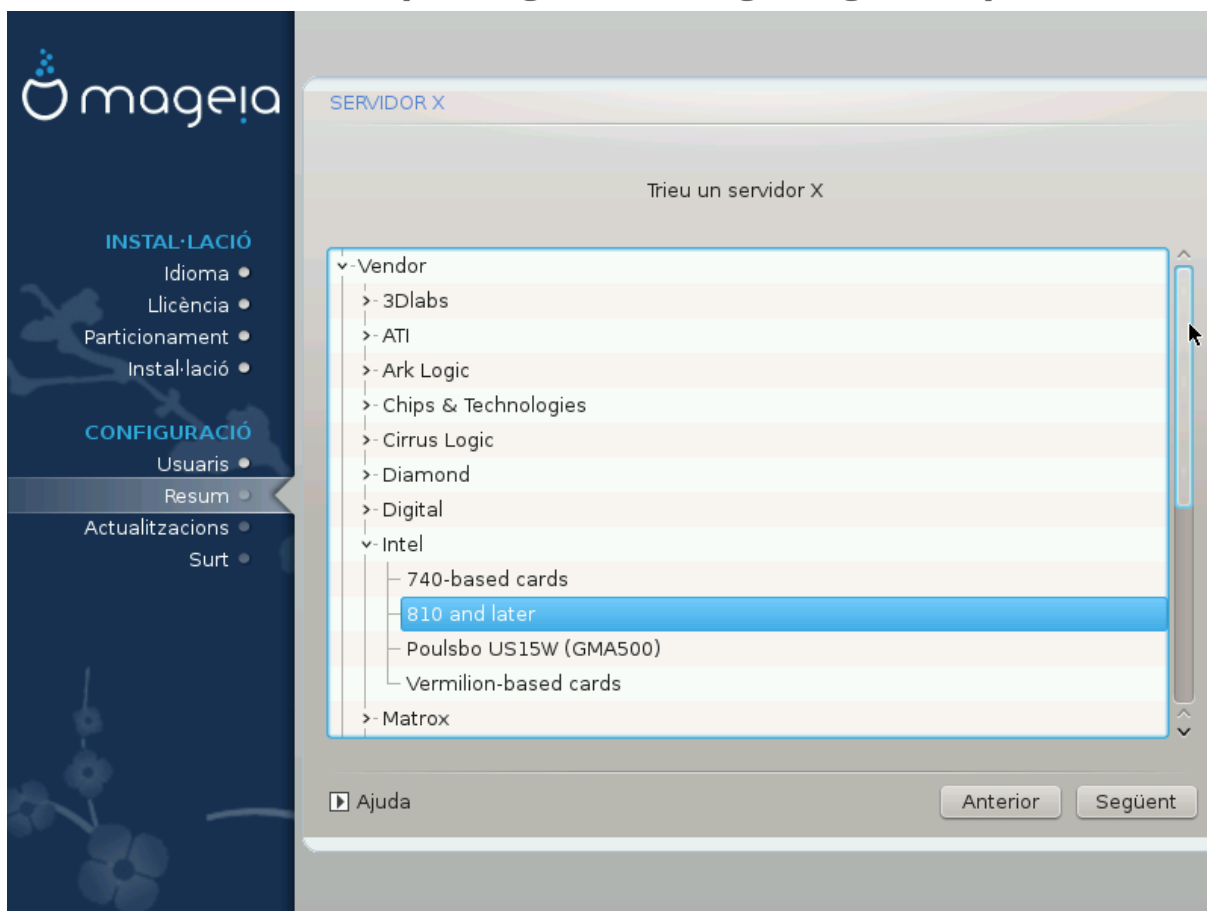 mageia
INSTAL·LACIÓ
Idioma
Llicència
Particionament
Instal·lació
CONFIGURACIÓ
Usuaris
Resum
Actualitzacions
Surt
SERVIDOR X
Trieu un servidor X
Vendor
3Dlabs
ATI
Ark Logic
Chips & Technologies
Cirrus Logic
Diamond
Digital
Intel
740-based cards
810 and later
Poulsbo US15W (GMA500)
Vermilion-based cards
Matrox
Ajuda
Anterior
Següent